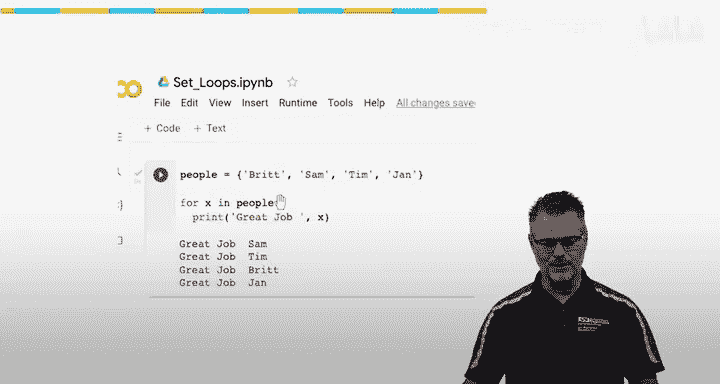 Set_Loops.ipynb
File Edit View Insert Runtime Tools Help All changes save
+ Code + Text
people = {'Britt', 'Sam', 'Tim', 'Jan'}
for x in people
print('Great Job ', x)
Great Job  Sam
Great Job  Tim
Great Job  Britt
Great Job  Jan